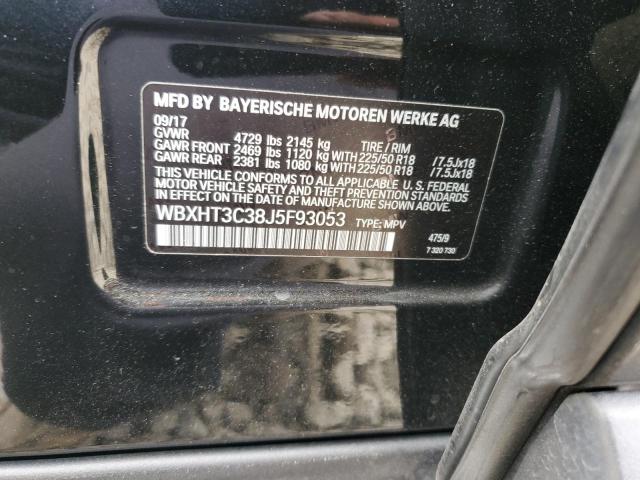 MFD BY BAYERISCHE MOTOREN WERKE AG
09/17
GVWR 4729 lbs 2145 kg TIRE / RIM
GAWR FRONT 2469 lbs 1120 kg WITH 225/50 R18 /7.5Jx18
GAWR REAR 2381 lbs 1080 kg WITH 225/50 R18 /7.5Jx18
THIS VEHICLE CONFORMS TO ALL APPLICABLE U. S. FEDERAL
MOTOR VEHICLE SAFETY AND THEFT PREVENTION STANDARDS
IN EFFECT ON THE DATE OF MANUFACTURE SHOWN ABOVE.
WBXHT3C38J5F93053 TYPE: MPV
475/9
7 320 730